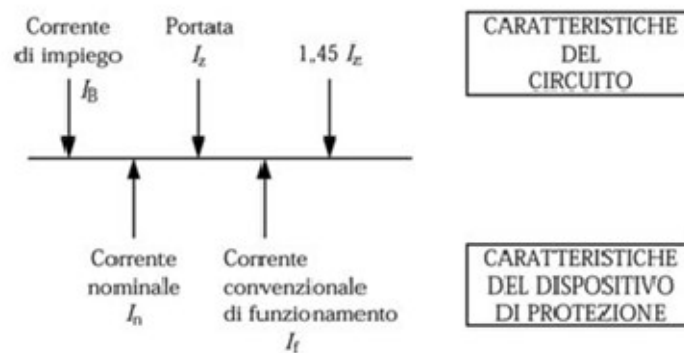 Corrente
di impiego
I_B
Portata
I_z
1,45 I_z
CARATTERISTICHE
DEL
CIRCUITO
Corrente
nominale
I_n
Corrente
convenzionale
di funzionamento
I_f
CARATTERISTICHE
DEL DISPOSITIVO
DI PROTEZIONE